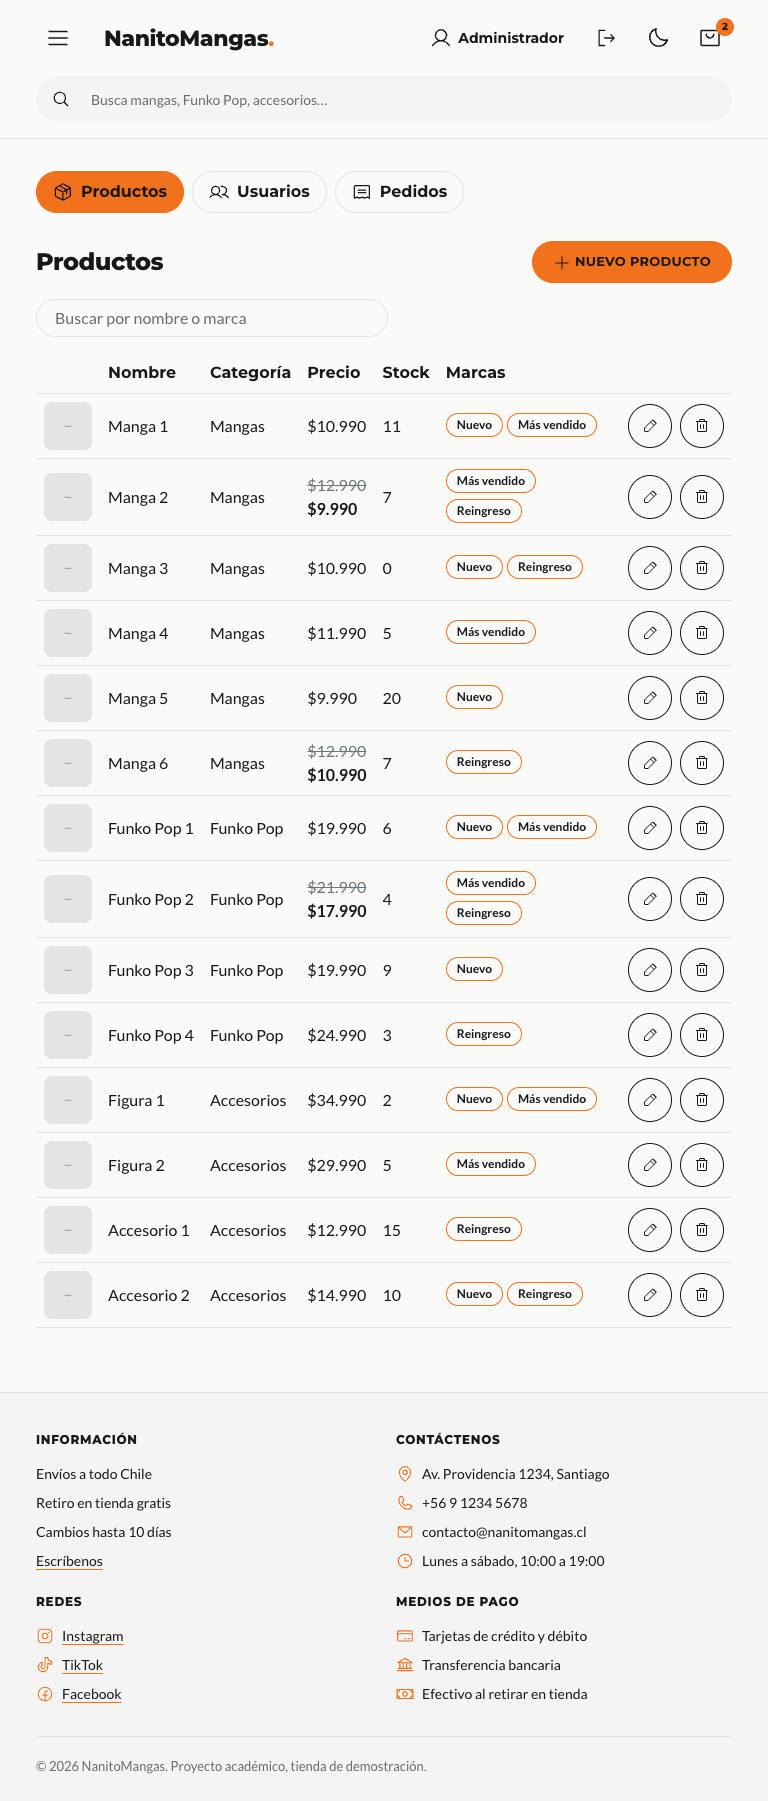 NanitoMangas.
Administrador
2
Busca mangas, Funko Pop, accesorios...
Productos
Usuarios
Pedidos
Productos
NUEVO PRODUCTO
Buscar por nombre o marca
Nombre Categoría Precio Stock Marcas
Manga 1 Mangas $10.990 11 Nuevo Más vendido
Manga 2 Mangas $12.990 $9.990 7 Más vendido Reingreso
Manga 3 Mangas $10.990 0 Nuevo Reingreso
Manga 4 Mangas $11.990 5 Más vendido
Manga 5 Mangas $9.990 20 Nuevo
Manga 6 Mangas $12.990 $10.990 7 Reingreso
Funko Pop 1 Funko Pop $19.990 6 Nuevo Más vendido
Funko Pop 2 Funko Pop $21.990 $17.990 4 Más vendido Reingreso
Funko Pop 3 Funko Pop $19.990 9 Nuevo
Funko Pop 4 Funko Pop $24.990 3 Reingreso
Figura 1 Accesorios $34.990 2 Nuevo Más vendido
Figura 2 Accesorios $29.990 5 Más vendido
Accesorio 1 Accesorios $12.990 15 Reingreso
Accesorio 2 Accesorios $14.990 10 Nuevo Reingreso
INFORMACIÓN
Envíos a todo Chile
Retiro en tienda gratis
Cambios hasta 10 días
Escríbenos
CONTÁCTENOS
Av. Providencia 1234, Santiago
+56 9 1234 5678
contacto@nanitomangas.cl
Lunes a sábado, 10:00 a 19:00
REDES
Instagram
TikTok
Facebook
MEDIOS DE PAGO
Tarjetas de crédito y débito
Transferencia bancaria
Efectivo al retirar en tienda
© 2026 NanitoMangas. Proyecto académico, tienda de demostración.